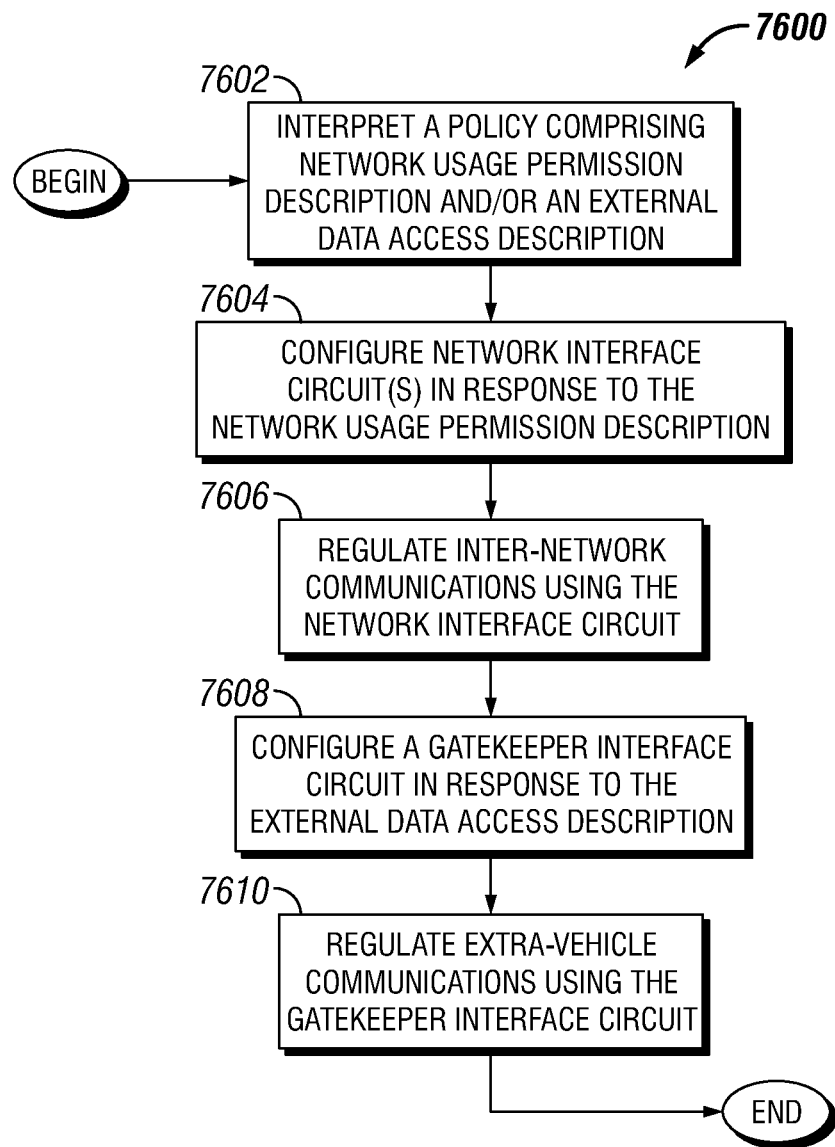 7600
7602
INTERPRET A POLICY COMPRISING
NETWORK USAGE PERMISSION
DESCRIPTION AND/OR AN EXTERNAL
DATA ACCESS DESCRIPTION
BEGIN
7604
CONFIGURE NETWORK INTERFACE
CIRCUIT(S) IN RESPONSE TO THE
NETWORK USAGE PERMISSION DESCRIPTION
7606
REGULATE INTER-NETWORK
COMMUNICATIONS USING THE
NETWORK INTERFACE CIRCUIT
7608
CONFIGURE A GATEKEEPER INTERFACE
CIRCUIT IN RESPONSE TO THE
EXTERNAL DATA ACCESS DESCRIPTION
7610
REGULATE EXTRA-VEHICLE
COMMUNICATIONS USING THE
GATEKEEPER INTERFACE CIRCUIT
END